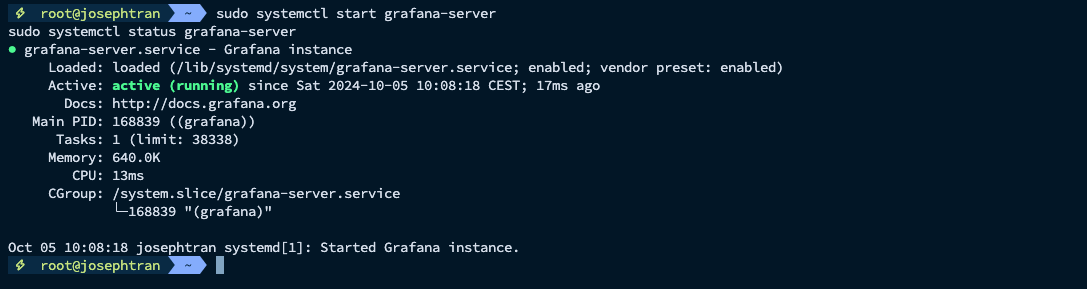 ⚡ root@josephtran ~ sudo systemctl start grafana-server
sudo systemctl status grafana-server
● grafana-server.service - Grafana instance
Loaded: loaded (/lib/systemd/system/grafana-server.service; enabled; vendor preset: enabled)
Active: active (running) since Sat 2024-10-05 10:08:18 CEST; 17ms ago
Docs: http://docs.grafana.org
Main PID: 168839 ((grafana))
Tasks: 1 (limit: 38338)
Memory: 640.0K
CPU: 13ms
CGroup: /system.slice/grafana-server.service
└─168839 "(grafana)"
Oct 05 10:08:18 josephtran systemd[1]: Started Grafana instance.
⚡ root@josephtran ~